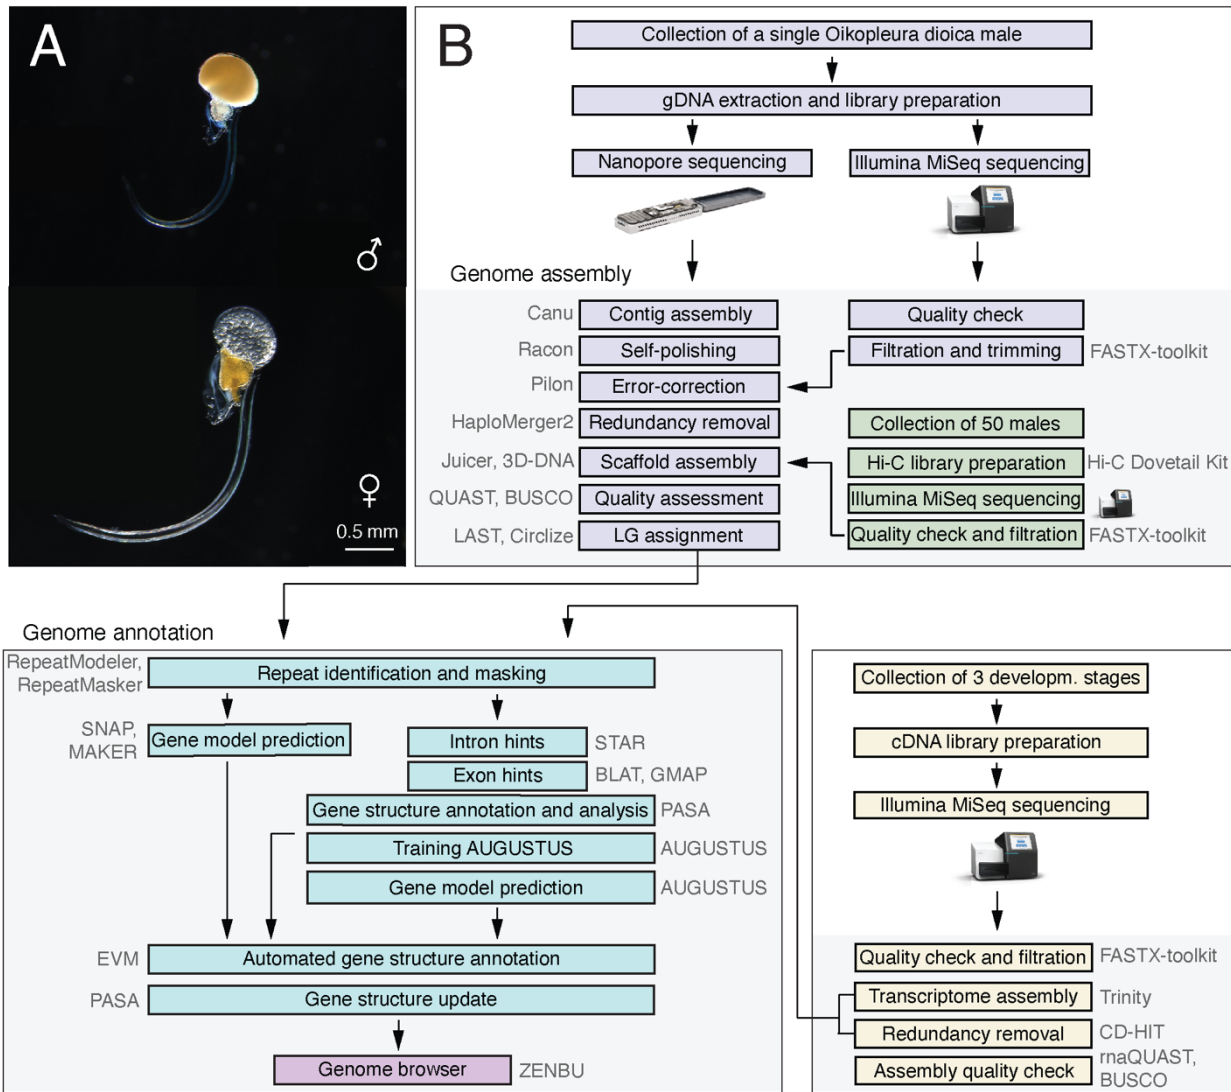 A
♂
♀
0.5 mm
B
Collection of a single Oikopleura dioica male
gDNA extraction and library preparation
Nanopore sequencing
Illumina MiSeq sequencing
Genome assembly
Canu
Contig assembly
Quality check
Racon
Self-polishing
Filtration and trimming
FASTX-toolkit
Pilon
Error-correction
HaploMerger2
Redundancy removal
Collection of 50 males
Juicer, 3D-DNA
Scaffold assembly
Hi-C library preparation
Hi-C Dovetail Kit
QUAST, BUSCO
Quality assessment
Illumina MiSeq sequencing
LAST, Circlize
LG assignment
Quality check and filtration
FASTX-toolkit
Genome annotation
RepeatModeler,
RepeatMasker
Repeat identification and masking
SNAP,
MAKER
Gene model prediction
Intron hints
STAR
Exon hints
BLAT, GMAP
Gene structure annotation and analysis
PASA
Training AUGUSTUS
AUGUSTUS
Gene model prediction
AUGUSTUS
EVM
Automated gene structure annotation
PASA
Gene structure update
Genome browser
ZENBU
Collection of 3 developm. stages
cDNA library preparation
Illumina MiSeq sequencing
Quality check and filtration
FASTX-toolkit
Transcriptome assembly
Trinity
Redundancy removal
CD-HIT
Assembly quality check
rnaQUAST,
BUSCO